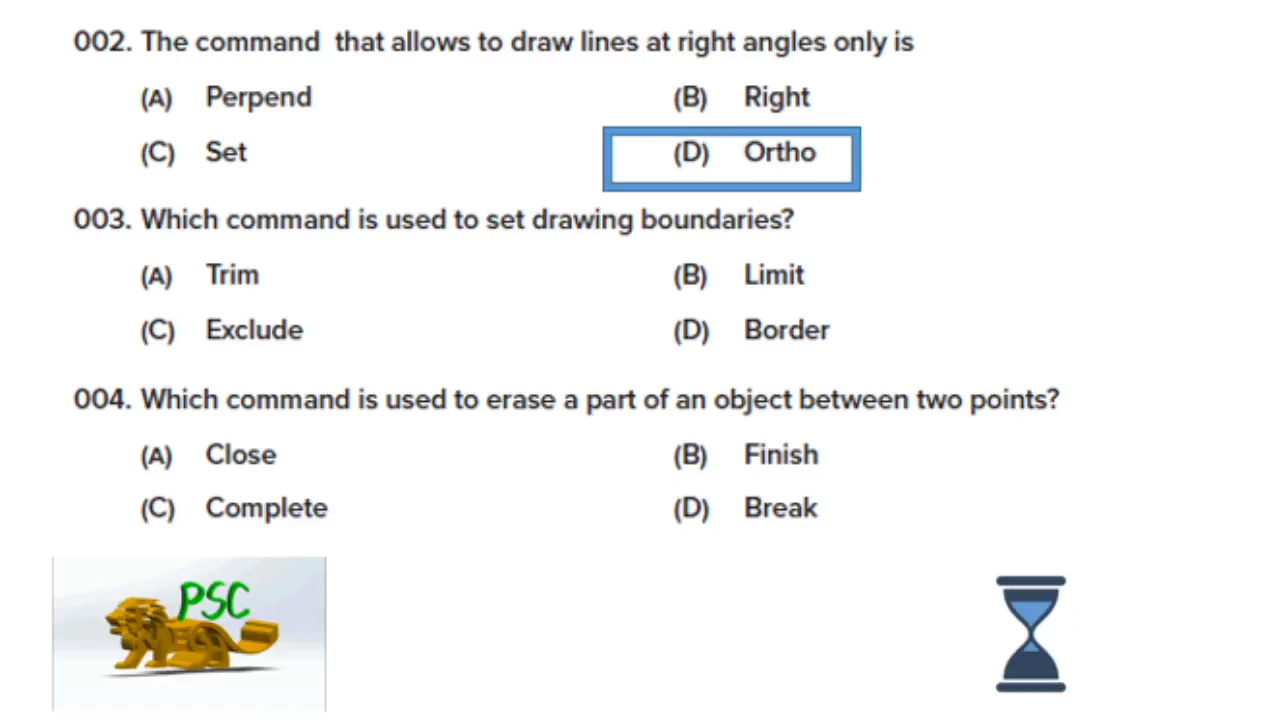 002. The command that allows to draw lines at right angles only is
(A) Perpend (B) Right
(C) Set (D) Ortho
003. Which command is used to set drawing boundaries?
(A) Trim (B) Limit
(C) Exclude (D) Border
004. Which command is used to erase a part of an object between two points?
(A) Close (B) Finish
(C) Complete (D) Break
PSC